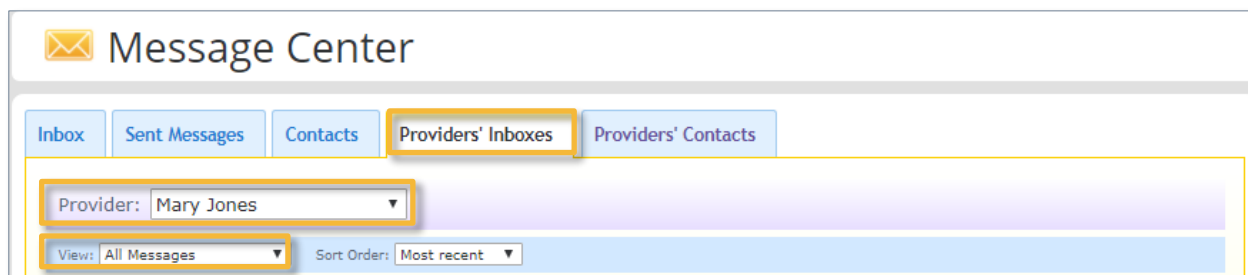 Message Center
Inbox Sent Messages Contacts Providers' Inboxes Providers' Contacts
Provider: Mary Jones
View: All Messages Sort Order: Most recent